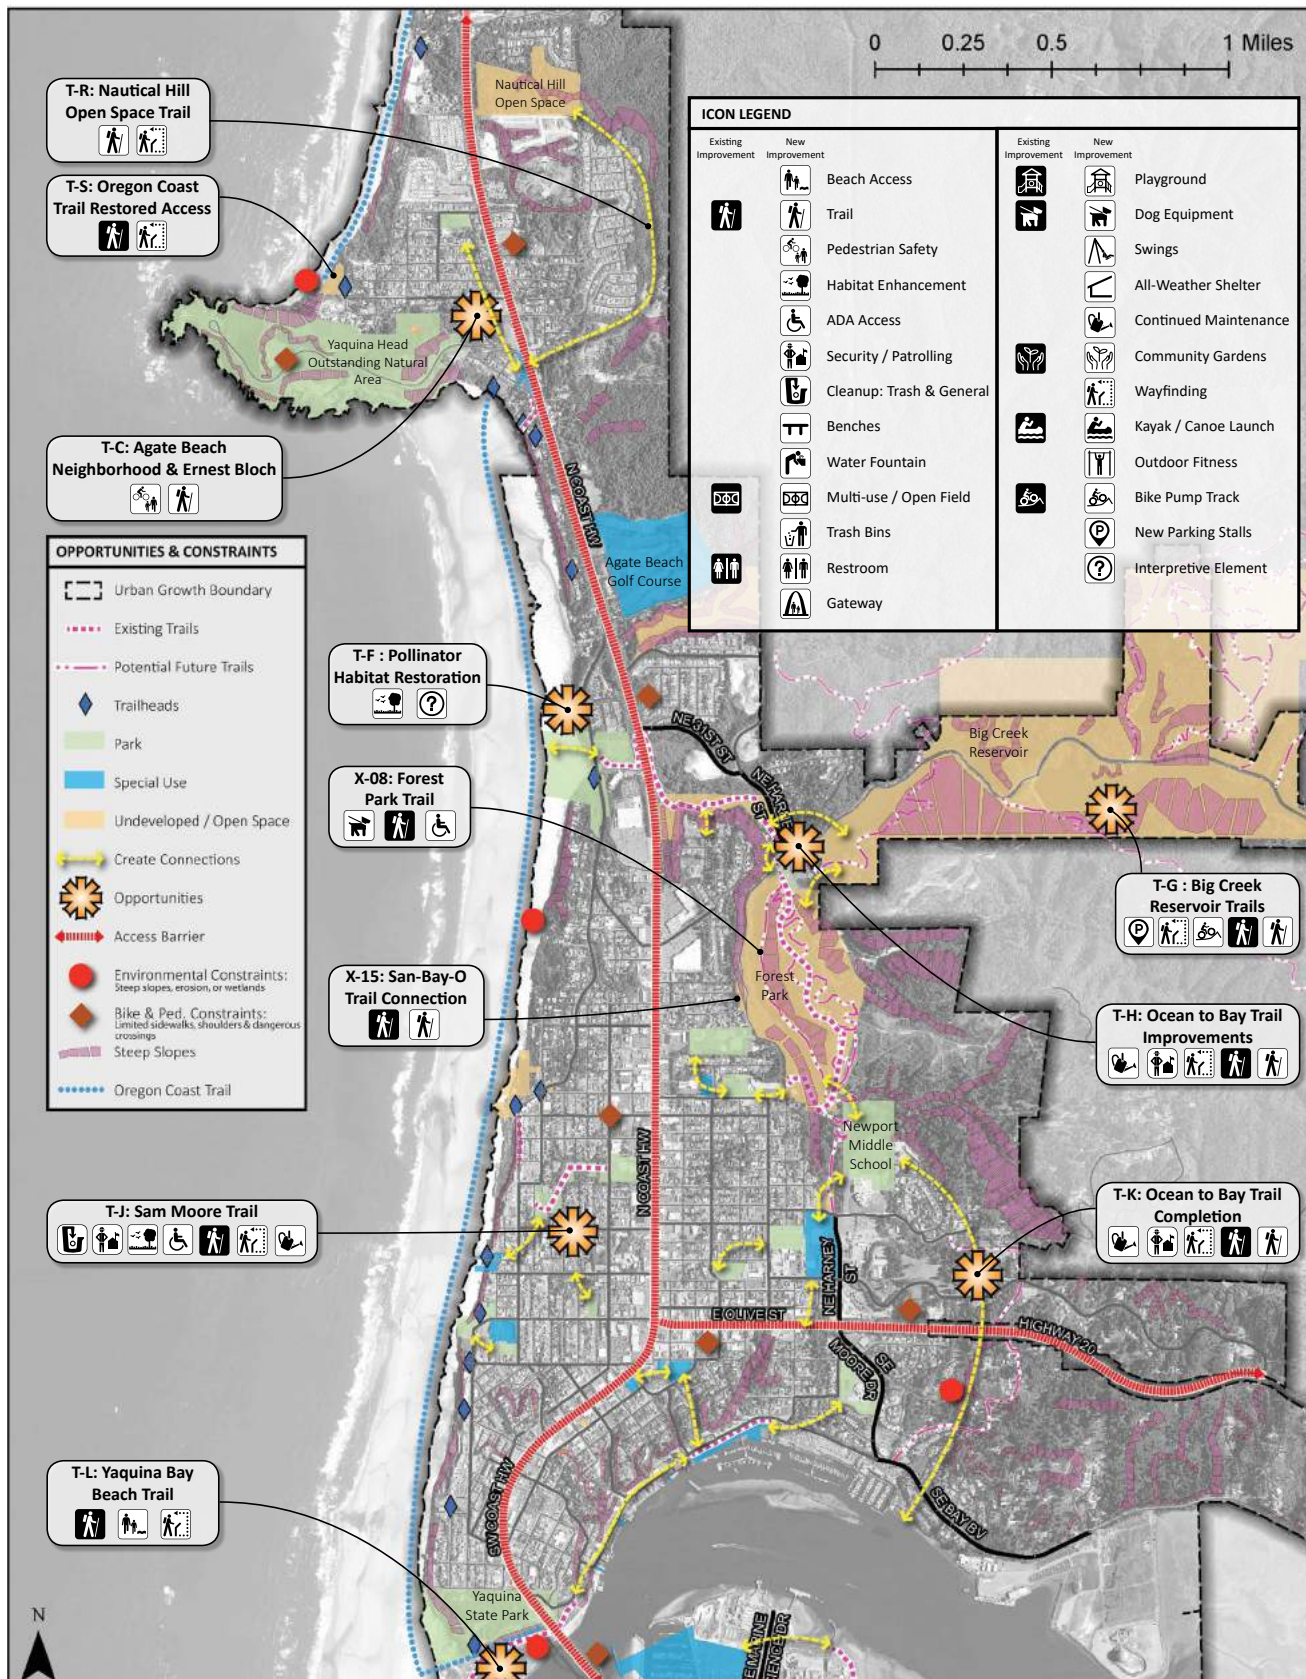 0 0.25 0.5 1 Miles
T-R: Nautical Hill
Open Space Trail
Nautical Hill
Open Space
T-S: Oregon Coast
Trail Restored Access
Yaquina Head
Outstanding Natural
Area
T-C: Agate Beach
Neighborhood & Ernest Bloch
ICON LEGEND
Existing
Improvement
New
Improvement
Beach Access
Trail
Pedestrian Safety
Habitat Enhancement
ADA Access
Security / Patrolling
Cleanup: Trash & General
Benches
Water Fountain
Multi-use / Open Field
Trash Bins
Restroom
Gateway
Existing
Improvement
New
Improvement
Playground
Dog Equipment
Swings
All-Weather Shelter
Continued Maintenance
Community Gardens
Wayfinding
Kayak / Canoe Launch
Outdoor Fitness
Bike Pump Track
P
New Parking Stalls
?
Interpretive Element
N COAST HW
Agate Beach
Golf Course
OPPORTUNITIES & CONSTRAINTS
Urban Growth Boundary
Existing Trails
Potential Future Trails
Trailheads
Park
Special Use
Undeveloped / Open Space
Create Connections
Opportunities
Access Barrier
Environmental Constraints:
Steep slopes, erosion, or wetlands
Bike & Ped. Constraints:
Limited sidewalks, shoulders & dangerous
crossings
Steep Slopes
Oregon Coast Trail
T-F : Pollinator
Habitat Restoration
?
NE 31ST ST
NE HARNE
ST
Big Creek
Reservoir
X-08: Forest
Park Trail
T-G : Big Creek
Reservoir Trails
P
Forest
Park
X-15: San-Bay-O
Trail Connection
T-H: Ocean to Bay Trail
Improvements
Newport
Middle
School
N COAST HW
T-J: Sam Moore Trail
T-K: Ocean to Bay Trail
Completion
NE HARNEY
ST
E OLIVE ST
HIGHWAY 20
SE
MOORE DR
T-L: Yaquina Bay
Beach Trail
SW COAST HW
SE BAY BV
Yaquina
State Park
N